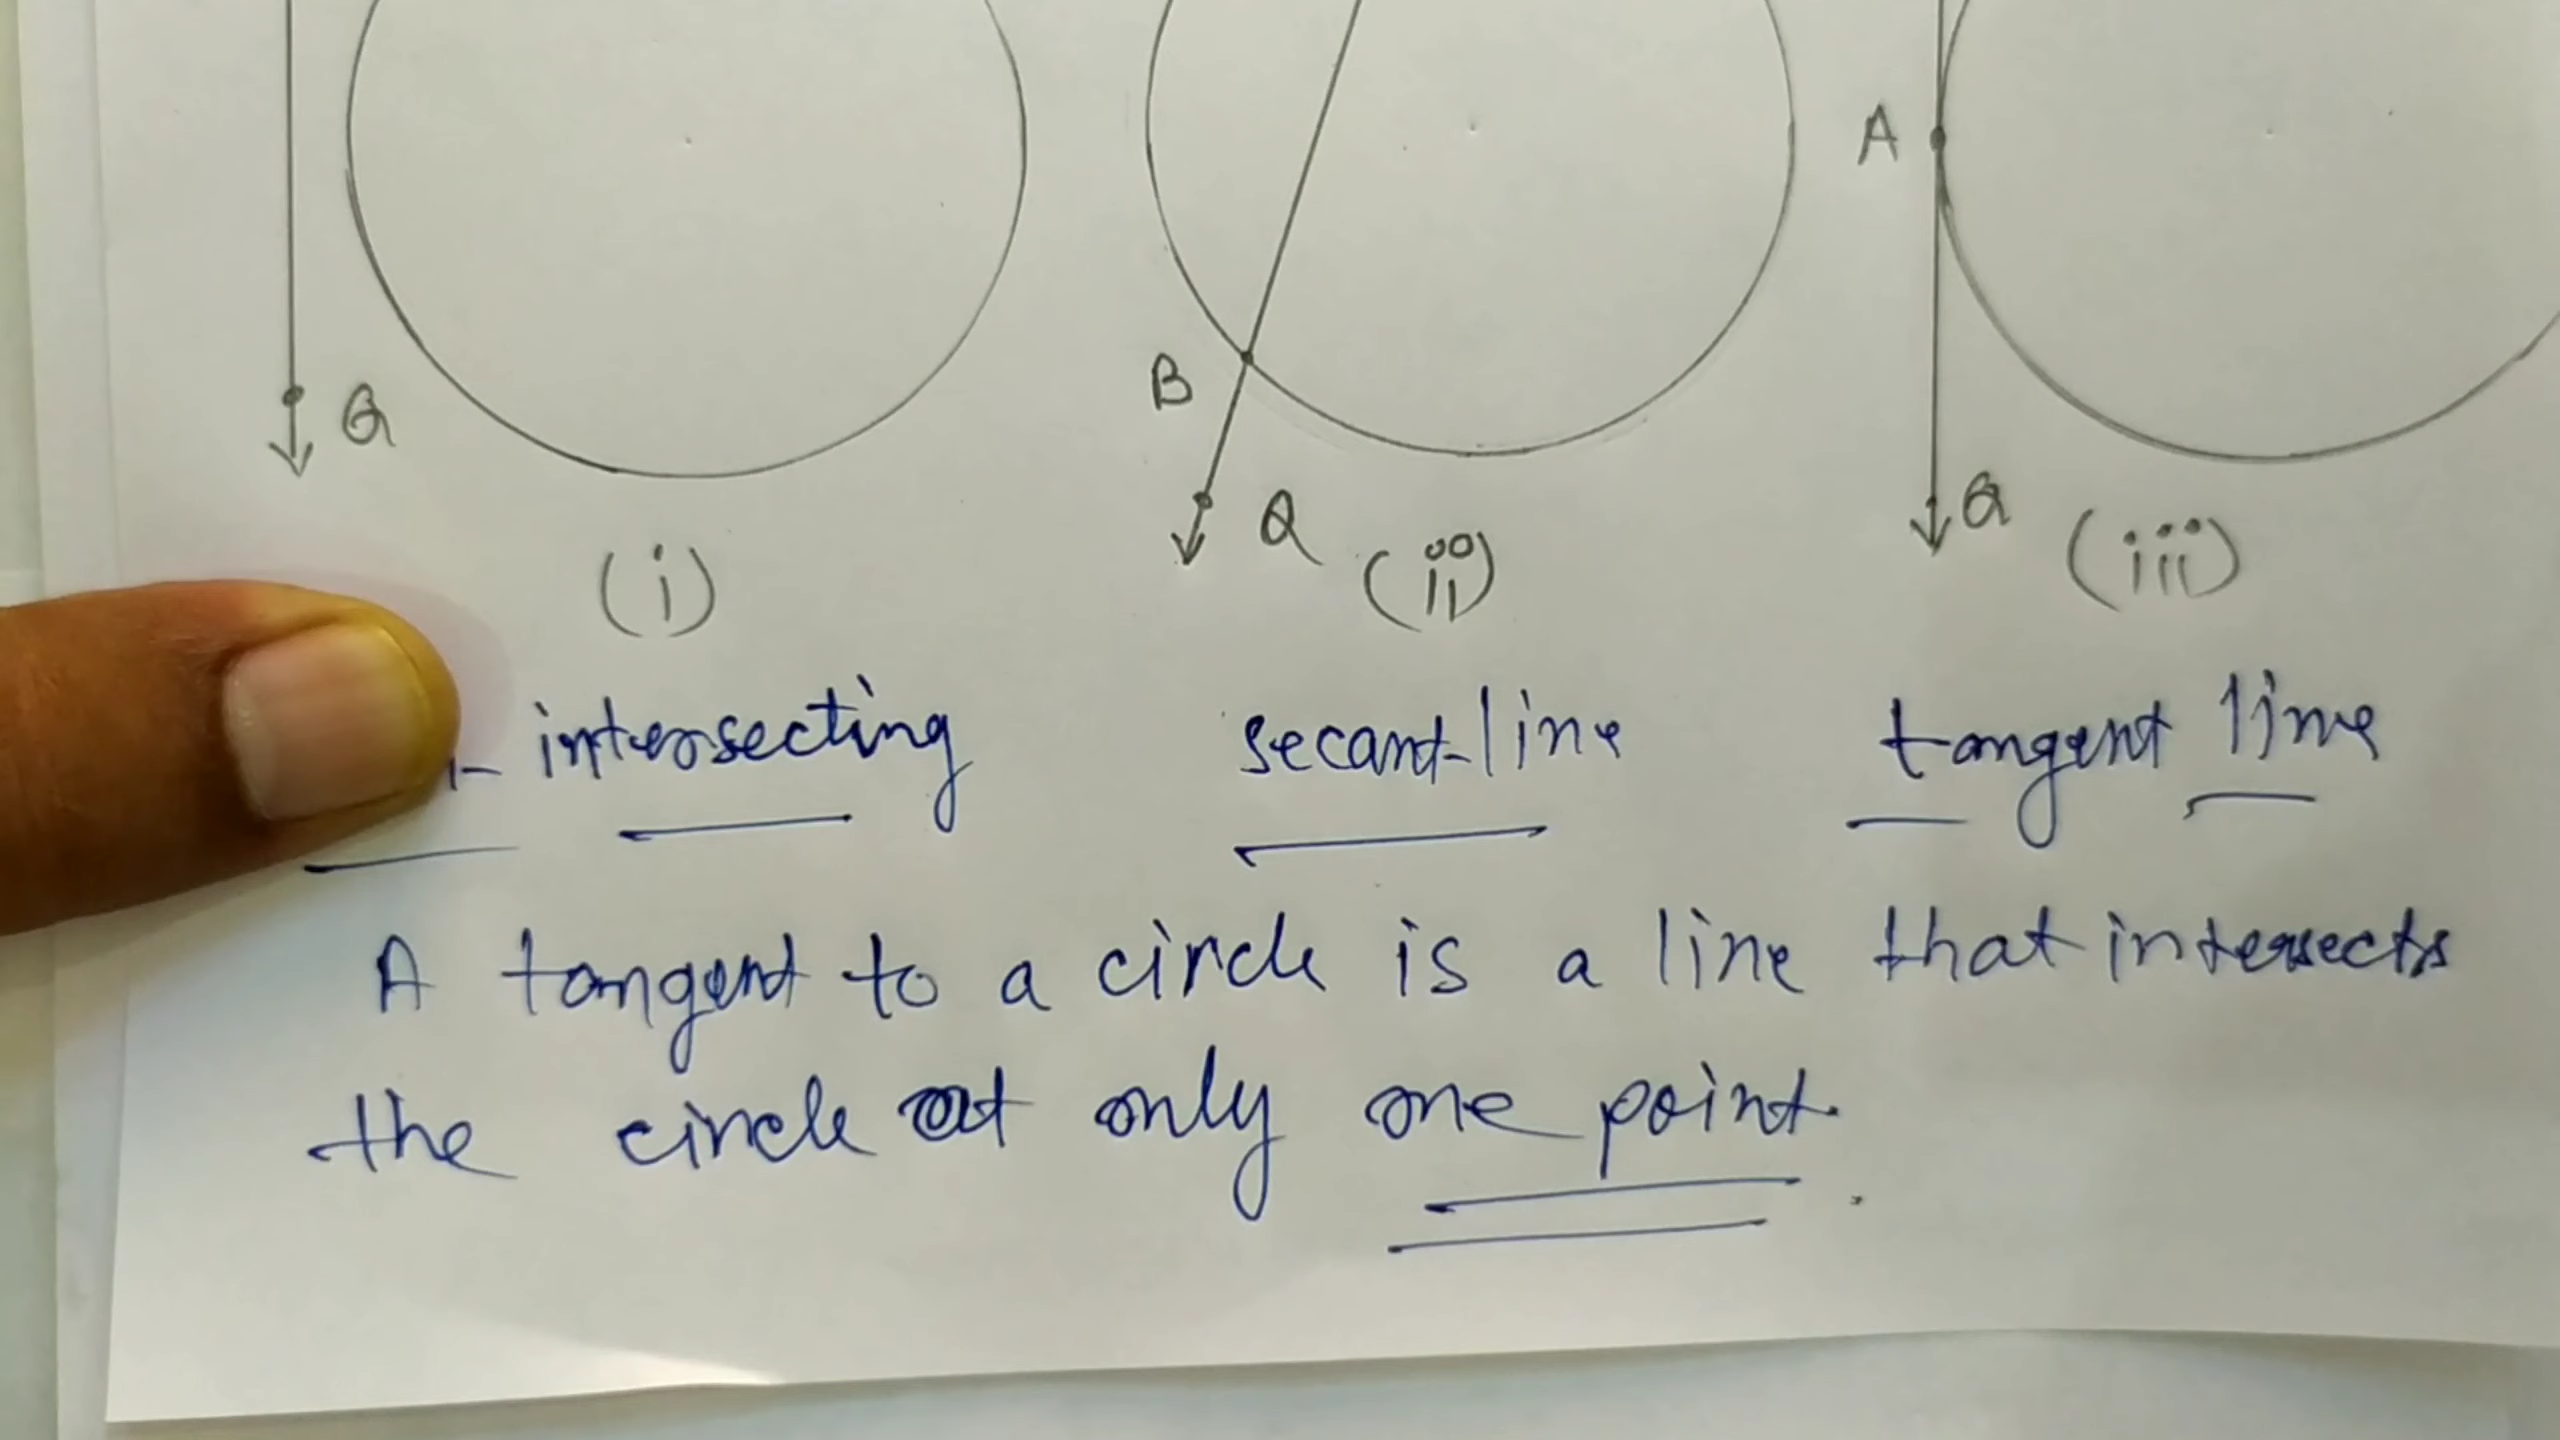 A
B
Q
Q
Q
(i) (ii) (iii)
intersecting secant line tangent line
A tangent to a circle is a line that intersects
the circle at only one point.